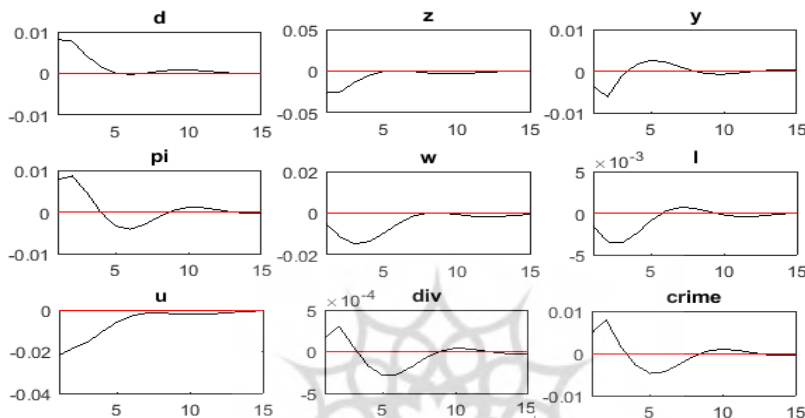 d z y
0.01 0.05 0.01
0 0 0
-0.01 -0.05 -0.01
5 10 15 5 10 15 5 10 15
pi w × 10⁻³ l
0.01 0.02 5
0 0 0
-0.01 -0.02 -5
5 10 15 5 10 15 5 10 15
u × 10⁻⁴ div crime
0 5 0.01
-0.02 0 0
-0.04 -5 -0.01
5 10 15 5 10 15 5 10 15